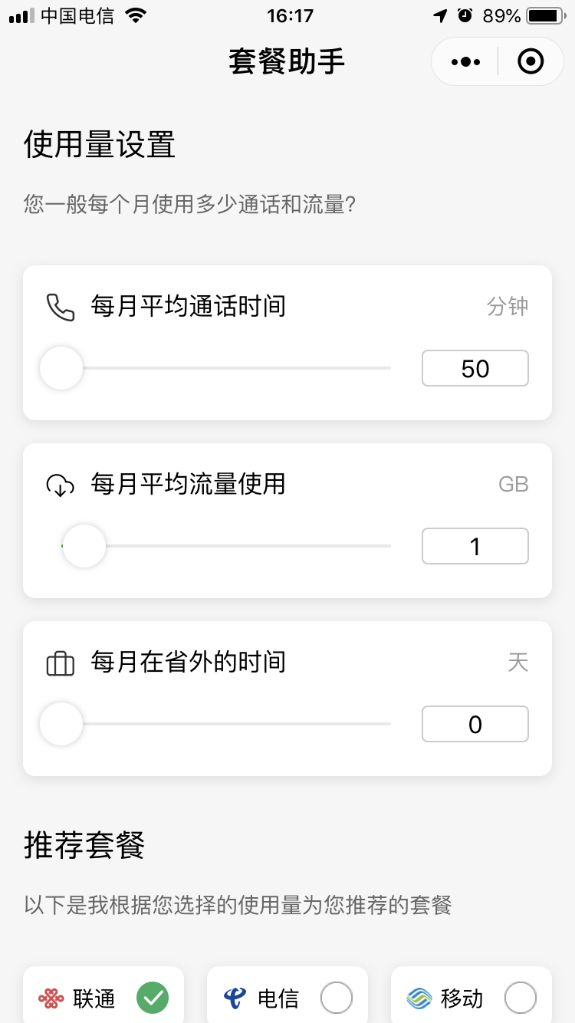 中国电信 16:17 89%
套餐助手
使用量设置
您一般每个月使用多少通话和流量?
每月平均通话时间 分钟
50
每月平均流量使用 GB
1
每月在省外的时间 天
0
推荐套餐
以下是我根据您选择的使用量为您推荐的套餐
联通 电信 移动